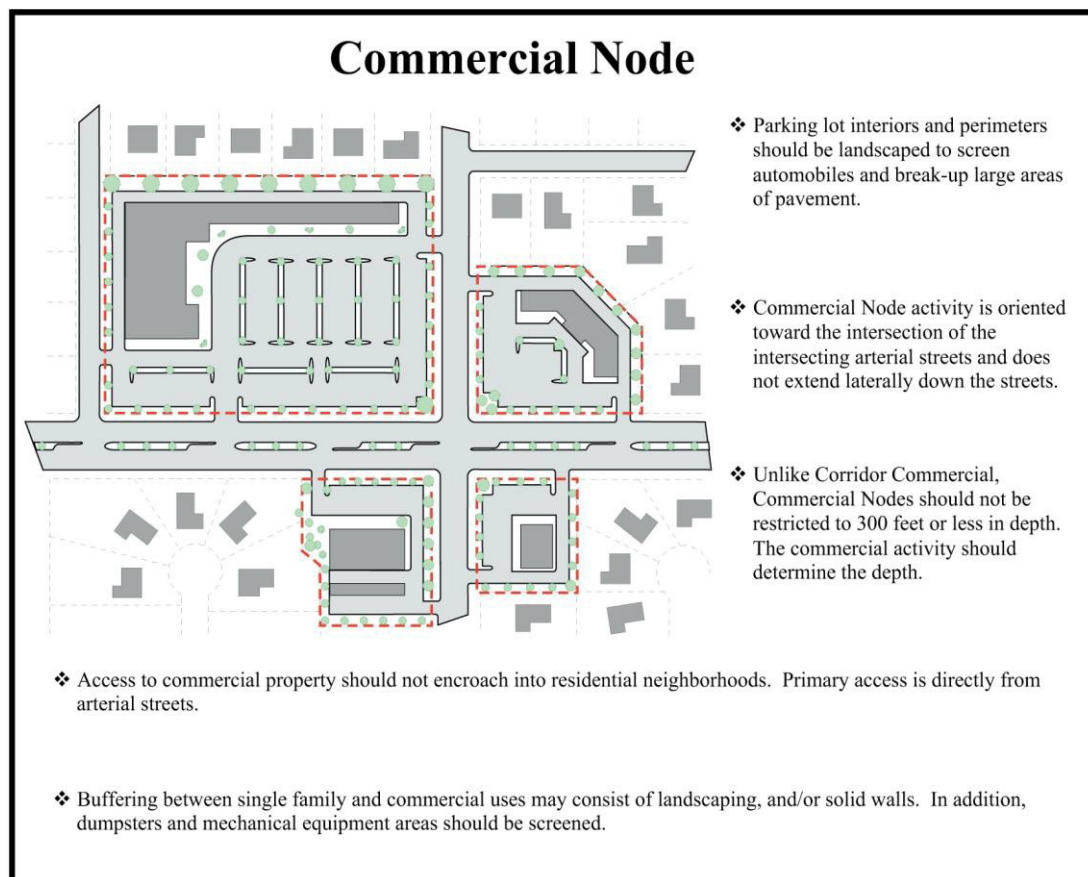 Commercial Node
❖ Parking lot interiors and perimeters
should be landscaped to screen
automobiles and break-up large areas
of pavement.
❖ Commercial Node activity is oriented
toward the intersection of the
intersecting arterial streets and does
not extend laterally down the streets.
❖ Unlike Corridor Commercial,
Commercial Nodes should not be
restricted to 300 feet or less in depth.
The commercial activity should
determine the depth.
❖ Access to commercial property should not encroach into residential neighborhoods.  Primary access is directly from
arterial streets.
❖ Buffering between single family and commercial uses may consist of landscaping, and/or solid walls.  In addition,
dumpsters and mechanical equipment areas should be screened.